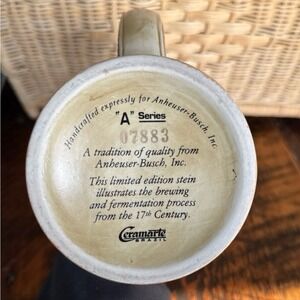 Handcrafted expressly for Anheuser-Busch, Inc.
"A" Series
07883
A tradition of quality from
Anheuser-Busch, Inc.
This limited edition stein
illustrates the brewing
and fermentation process
from the 17th Century.
Ceramarte
BRASIL